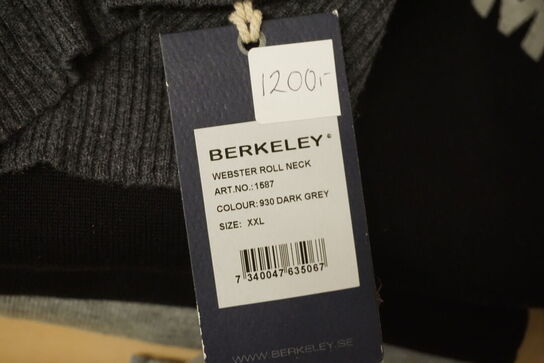 1200,-
BERKELEY®
WEBSTER ROLL NECK
ART.NO.:1587
COLOUR: 930 DARK GREY
SIZE: XXL
7 340047 635067
WWW.BERKELEY.SE